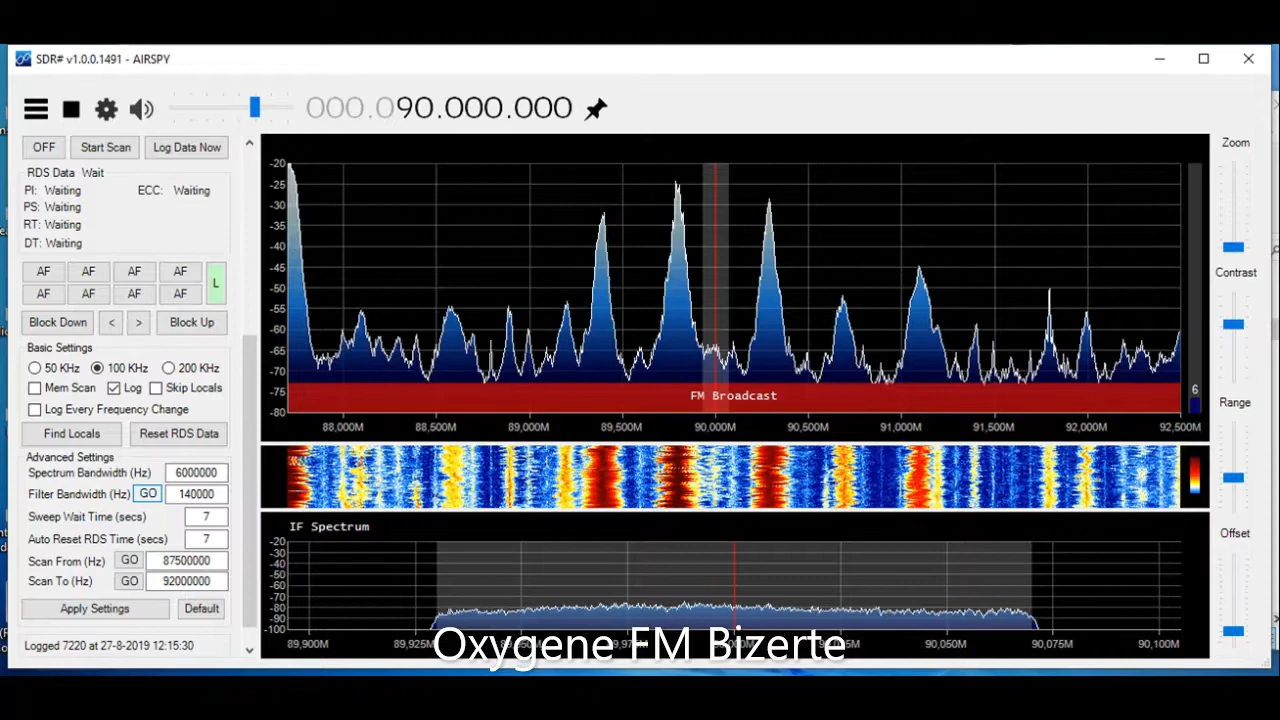 SDR# v1.0.0.1491 - AIRSPY
000.090.000.000
OFF Start Scan Log Data Now
RDS Data Wait
PI: Waiting ECC: Waiting
PS: Waiting
RT: Waiting
DT: Waiting
AF AF AF AF
L
AF AF AF AF
Block Down < > Block Up
Basic Settings
50 KHz 100 KHz 200 KHz
Mem Scan Log Skip Locals
Log Every Frequency Change
Find Locals Reset RDS Data
Advanced Settings
Spectrum Bandwidth (Hz) 6000000
Filter Bandwidth (Hz) GO 140000
Sweep Wait Time (secs) 7
Auto Reset RDS Time (secs) 7
Scan From (Hz) GO 87500000
Scan To (Hz) GO 92000000
Apply Settings Default
Logged 7220 at 27-8-2019 12:15:30
-20
-25
-30
-35
-40
-45
-50
-55
-60
-65
-70
-75
-80
FM Broadcast
6
88,000M 88,500M 89,000M 89,500M 90,000M 90,500M 91,000M 91,500M 92,000M 92,500M
IF Spectrum
-20
-30
-40
-50
-60
-70
-80
-90
-100
89,900M 89,925M 90,050M 90,075M 90,100M
Oxygene FM Bizerte
Zoom
Contrast
Range
Offset